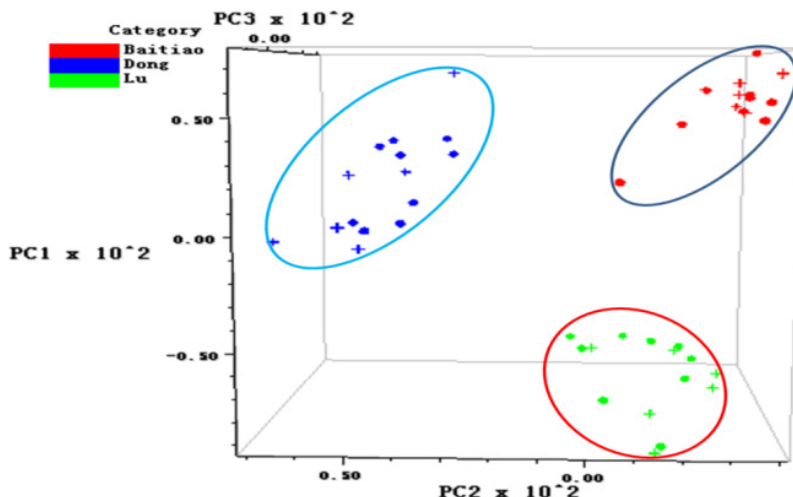 PC3 x 10^2
0.00
Category
Baitiao
Dong
Lu
0.50
0.00
PC1 x 10^2
-0.50
0.50
0.00
PC2 x 10^2